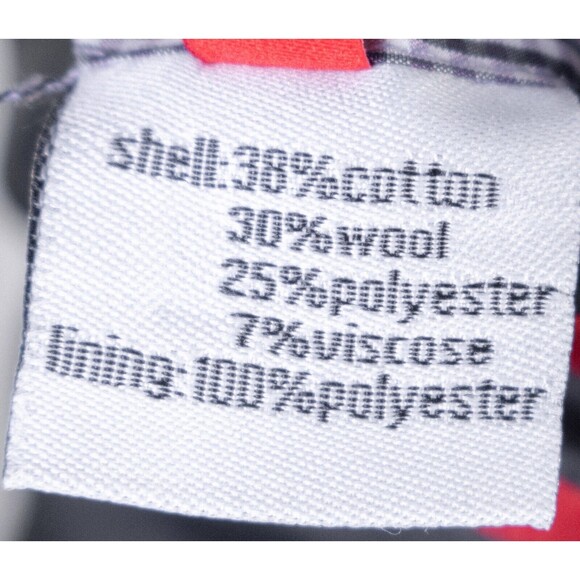 shell:38%cotton
30%wool
25%polyester
7%viscose
lining:100%polyester